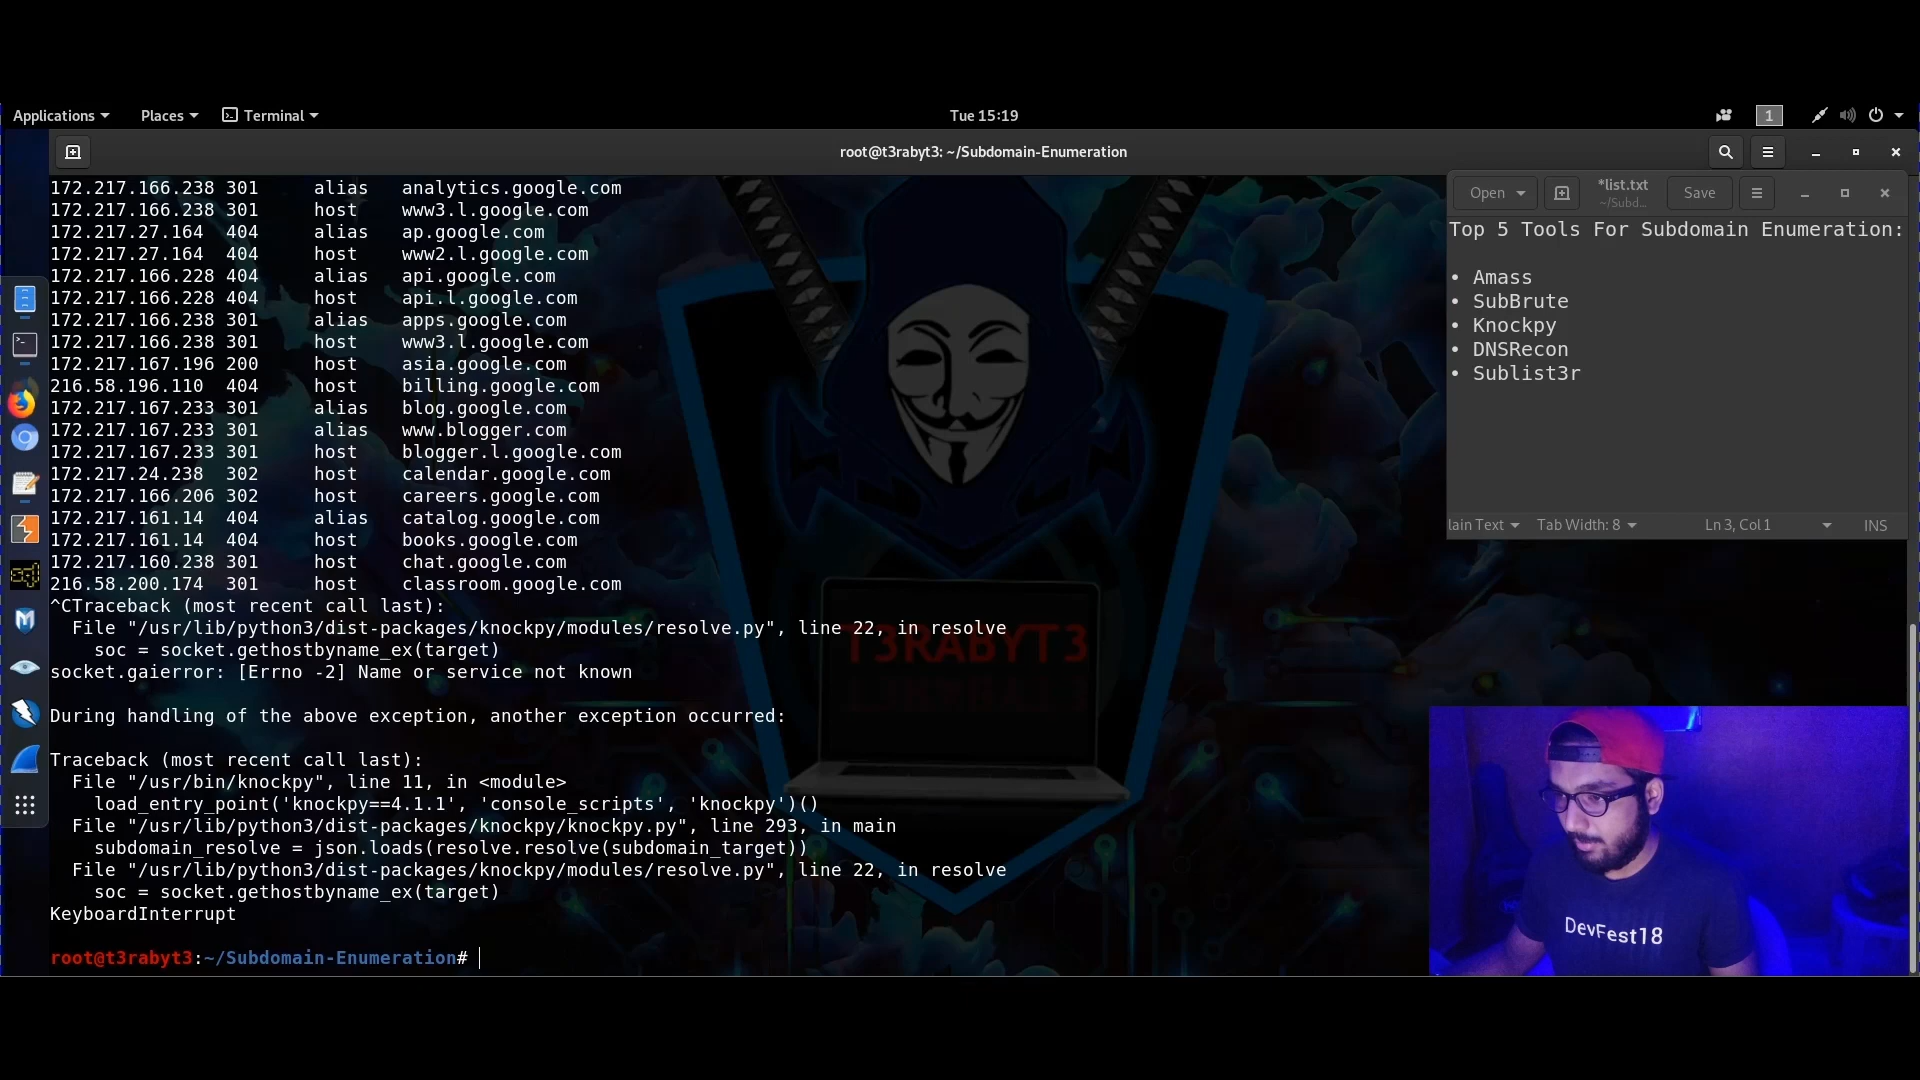 Applications Places Terminal Tue 15:19 1
root@t3rabyt3: ~/Subdomain-Enumeration
172.217.166.238 301 alias analytics.google.com
172.217.166.238 301 host www3.l.google.com
172.217.27.164 404 alias ap.google.com
172.217.27.164 404 host www2.l.google.com
172.217.166.228 404 alias api.google.com
172.217.166.228 404 host api.l.google.com
172.217.166.238 301 alias apps.google.com
172.217.166.238 301 host www3.l.google.com
172.217.167.196 200 host asia.google.com
216.58.196.110 404 host billing.google.com
172.217.167.233 301 alias blog.google.com
172.217.167.233 301 alias www.blogger.com
172.217.167.233 301 host blogger.l.google.com
172.217.24.238 302 host calendar.google.com
172.217.166.206 302 host careers.google.com
172.217.161.14 404 alias catalog.google.com
172.217.161.14 404 host books.google.com
172.217.160.238 301 host chat.google.com
216.58.200.174 301 host classroom.google.com
^CTraceback (most recent call last):
File "/usr/lib/python3/dist-packages/knockpy/modules/resolve.py", line 22, in resolve
soc = socket.gethostbyname_ex(target)
socket.gaierror: [Errno -2] Name or service not known
During handling of the above exception, another exception occurred:
Traceback (most recent call last):
File "/usr/bin/knockpy", line 11, in <module>
load_entry_point('knockpy==4.1.1', 'console_scripts', 'knockpy')()
File "/usr/lib/python3/dist-packages/knockpy/knockpy.py", line 293, in main
subdomain_resolve = json.loads(resolve.resolve(subdomain_target))
File "/usr/lib/python3/dist-packages/knockpy/modules/resolve.py", line 22, in resolve
soc = socket.gethostbyname_ex(target)
KeyboardInterrupt
root@t3rabyt3:~/Subdomain-Enumeration#
T3RABYT3
Open *list.txt Save
~/Subd...
Top 5 Tools For Subdomain Enumeration:
• Amass
• SubBrute
• Knockpy
• DNSRecon
• Sublist3r
lain Text Tab Width: 8 Ln 3, Col 1 INS
DevFest18